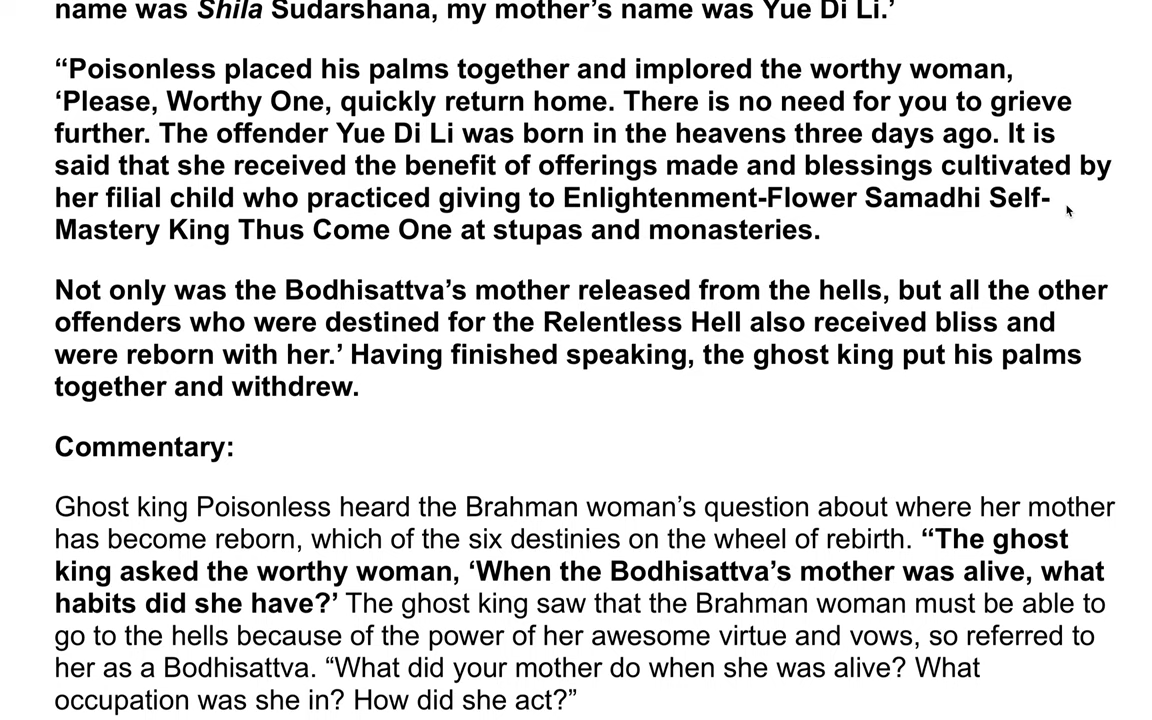 name was Shila Sudarshana, my mother’s name was Yue Di Li.’
“Poisonless placed his palms together and implored the worthy woman,
‘Please, Worthy One, quickly return home. There is no need for you to grieve
further. The offender Yue Di Li was born in the heavens three days ago. It is
said that she received the benefit of offerings made and blessings cultivated by
her filial child who practiced giving to Enlightenment-Flower Samadhi Self-
Mastery King Thus Come One at stupas and monasteries.
Not only was the Bodhisattva’s mother released from the hells, but all the other
offenders who were destined for the Relentless Hell also received bliss and
were reborn with her.’ Having finished speaking, the ghost king put his palms
together and withdrew.
Commentary:
Ghost king Poisonless heard the Brahman woman’s question about where her mother
has become reborn, which of the six destinies on the wheel of rebirth. “The ghost
king asked the worthy woman, ‘When the Bodhisattva’s mother was alive, what
habits did she have?’ The ghost king saw that the Brahman woman must be able to
go to the hells because of the power of her awesome virtue and vows, so referred to
her as a Bodhisattva. “What did your mother do when she was alive? What
occupation was she in? How did she act?”